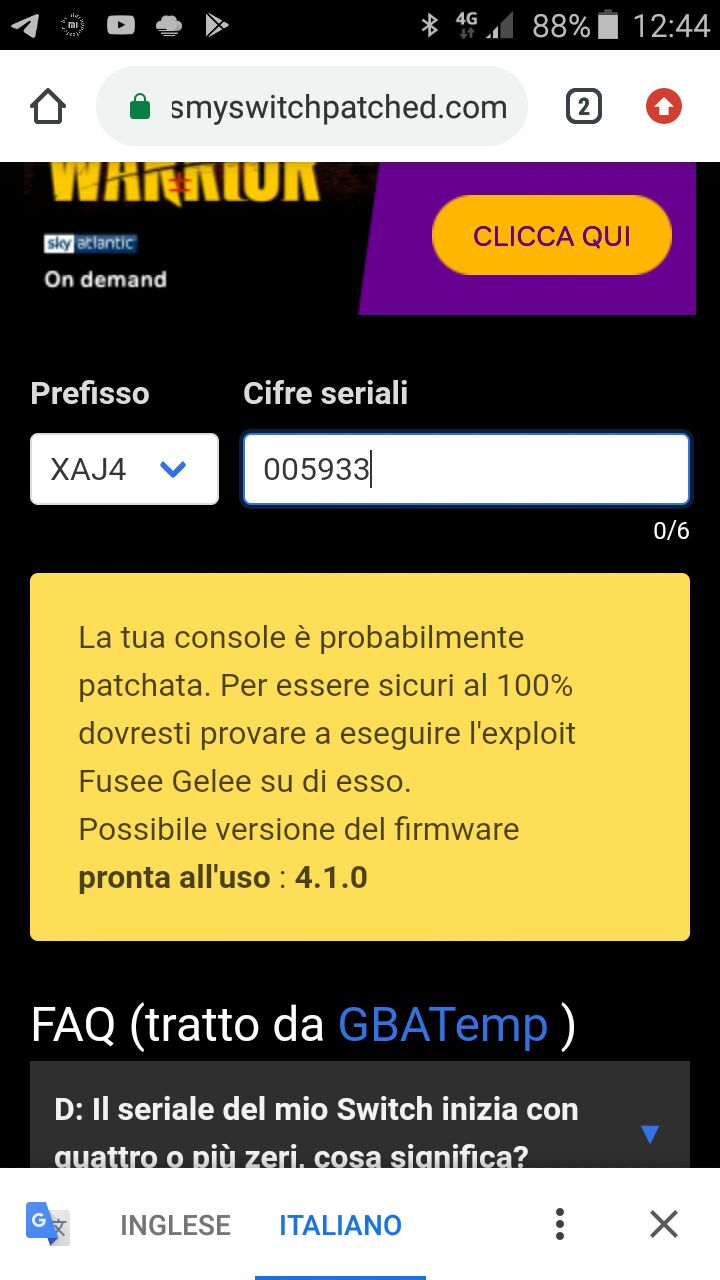 4G 88% 12:44
2
smyswitchpatched.com
WARRIOR
sky atlantic
On demand
CLICCA QUI
Prefisso Cifre seriali
XAJ4 005933
0/6
La tua console è probabilmente
patchata. Per essere sicuri al 100%
dovresti provare a eseguire l'exploit
Fusee Gelee su di esso.
Possibile versione del firmware
pronta all'uso : 4.1.0
FAQ (tratto da GBATemp )
D: Il seriale del mio Switch inizia con
quattro o più zeri, cosa significa?
G INGLESE ITALIANO